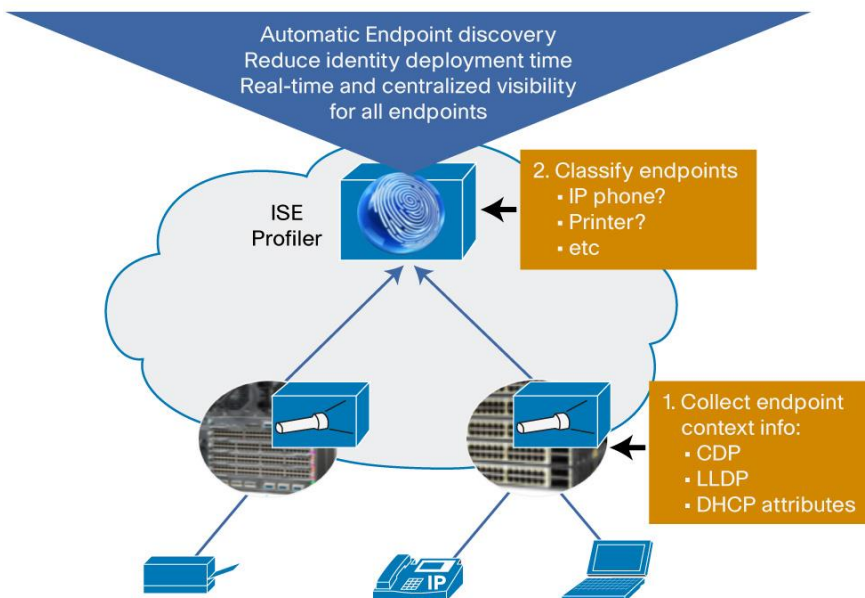 Automatic Endpoint discovery
Reduce identity deployment time
Real-time and centralized visibility
for all endpoints
2. Classify endpoints
▪ IP phone?
▪ Printer?
▪ etc
ISE
Profiler
1. Collect endpoint
context info:
▪ CDP
▪ LLDP
▪ DHCP attributes
IP